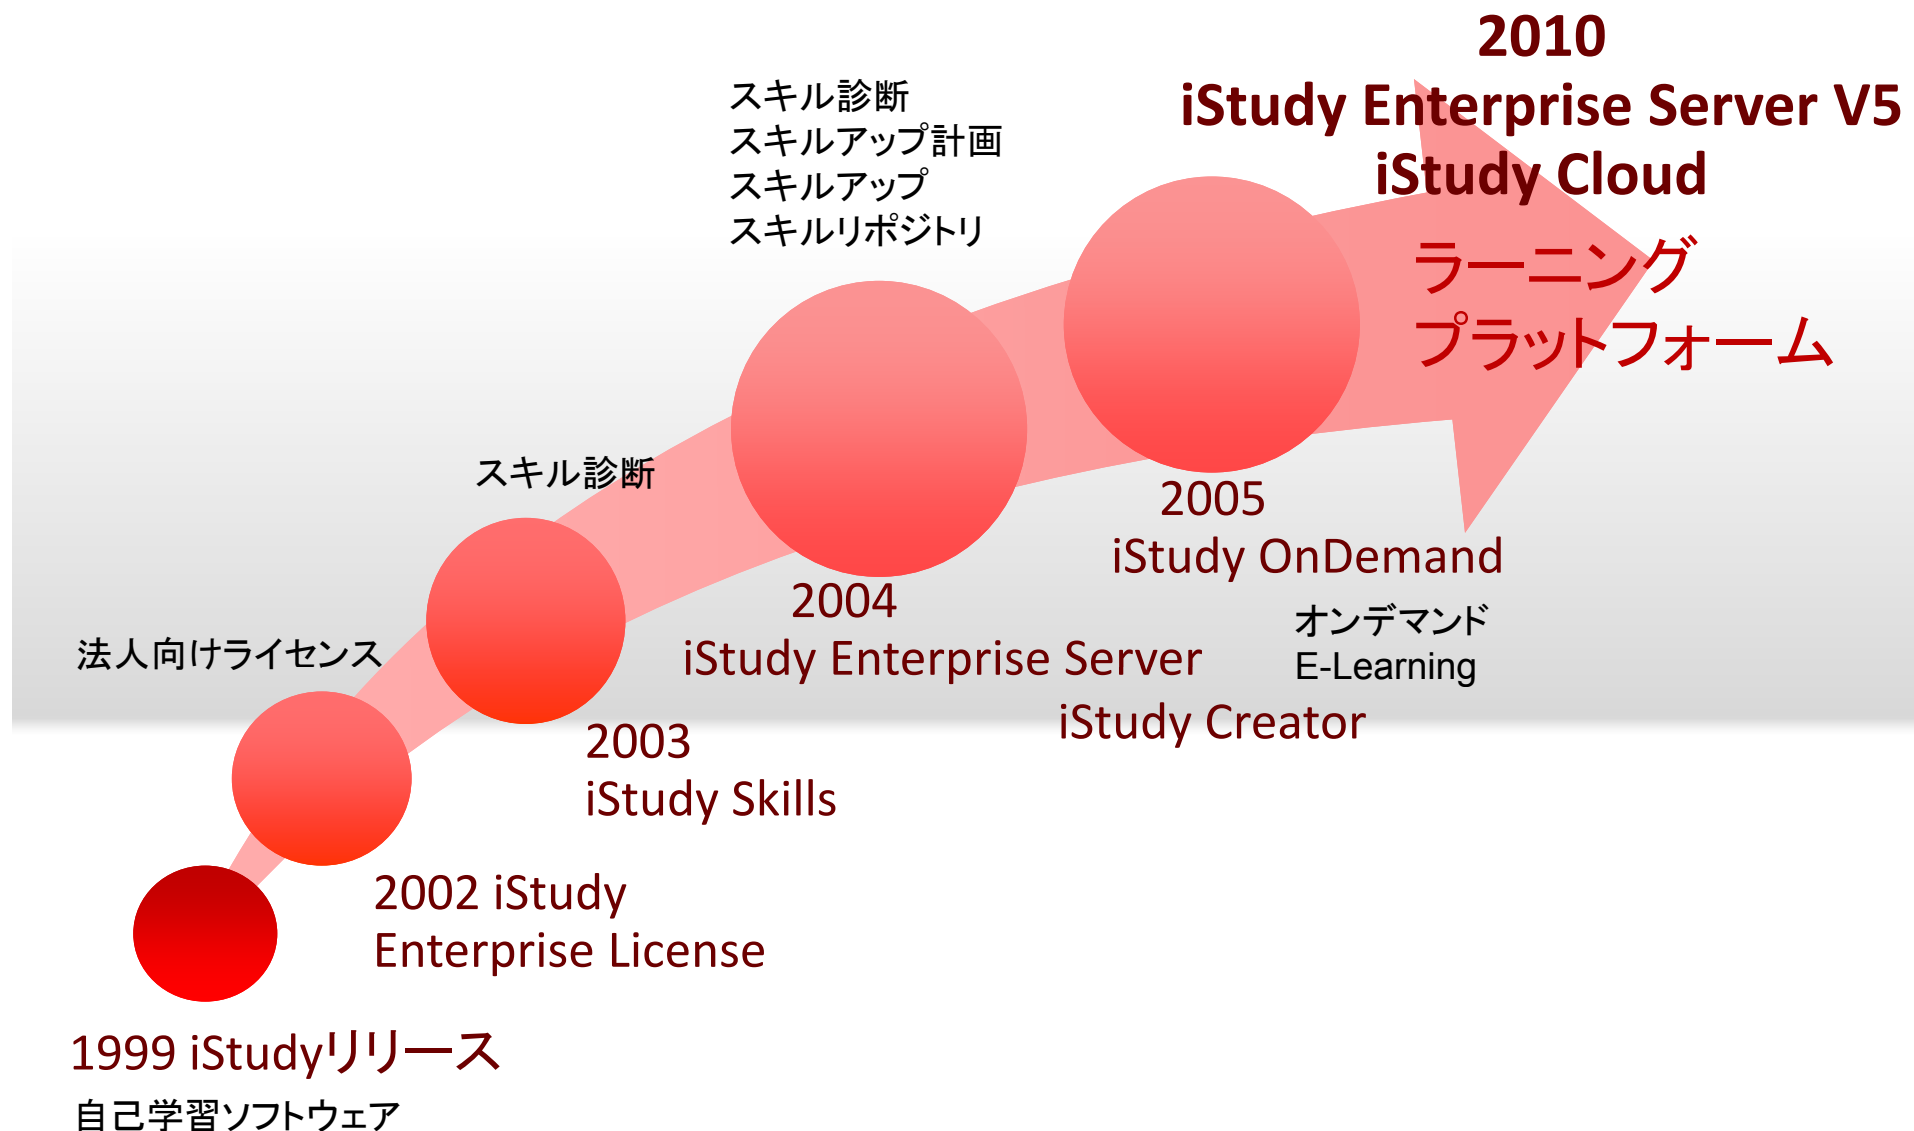 2010
iStudy Enterprise Server V5
iStudy Cloud
ラーニング
プラットフォーム
スキル診断
スキルアップ計画
スキルアップ
スキルリポジトリ
スキル診断
2005
iStudy OnDemand
オンデマンド
E-Learning
2004
iStudy Enterprise Server
iStudy Creator
法人向けライセンス
2003
iStudy Skills
2002 iStudy
Enterprise License
1999 iStudyリリース
自己学習ソフトウェア